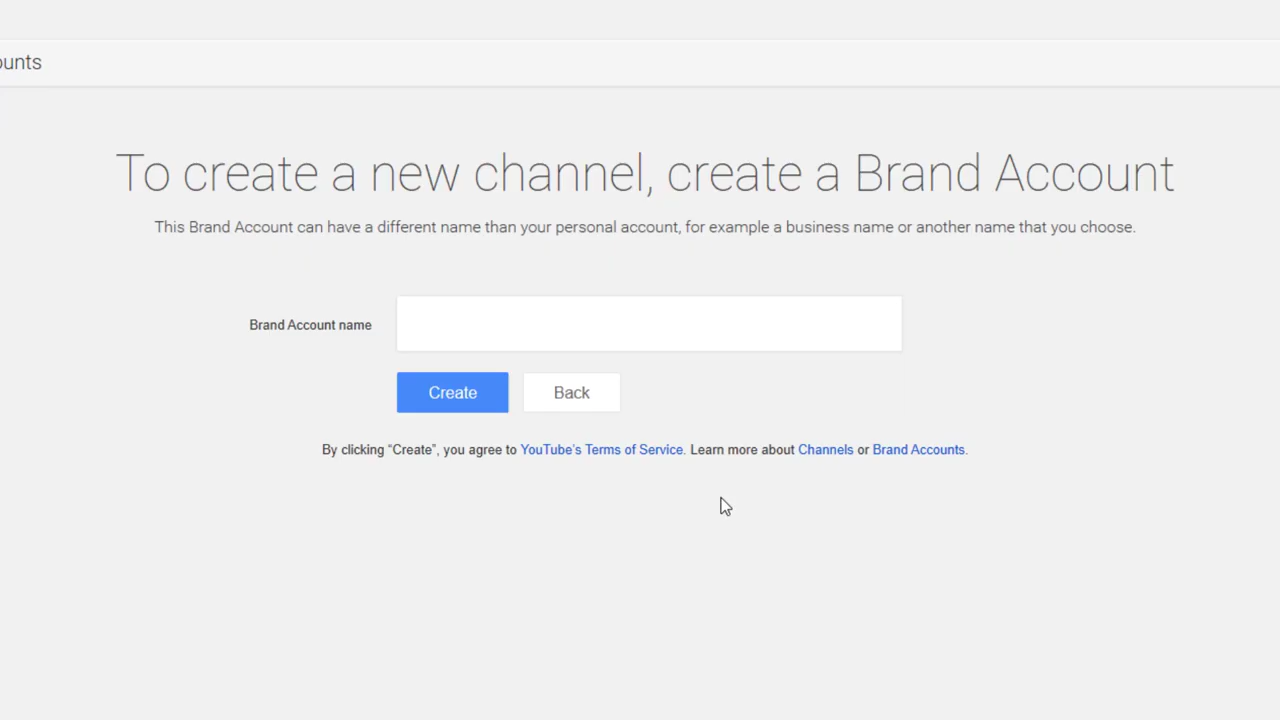 ounts
To create a new channel, create a Brand Account
This Brand Account can have a different name than your personal account, for example a business name or another name that you choose.
Brand Account name
Create Back
By clicking “Create”, you agree to YouTube’s Terms of Service. Learn more about Channels or Brand Accounts.